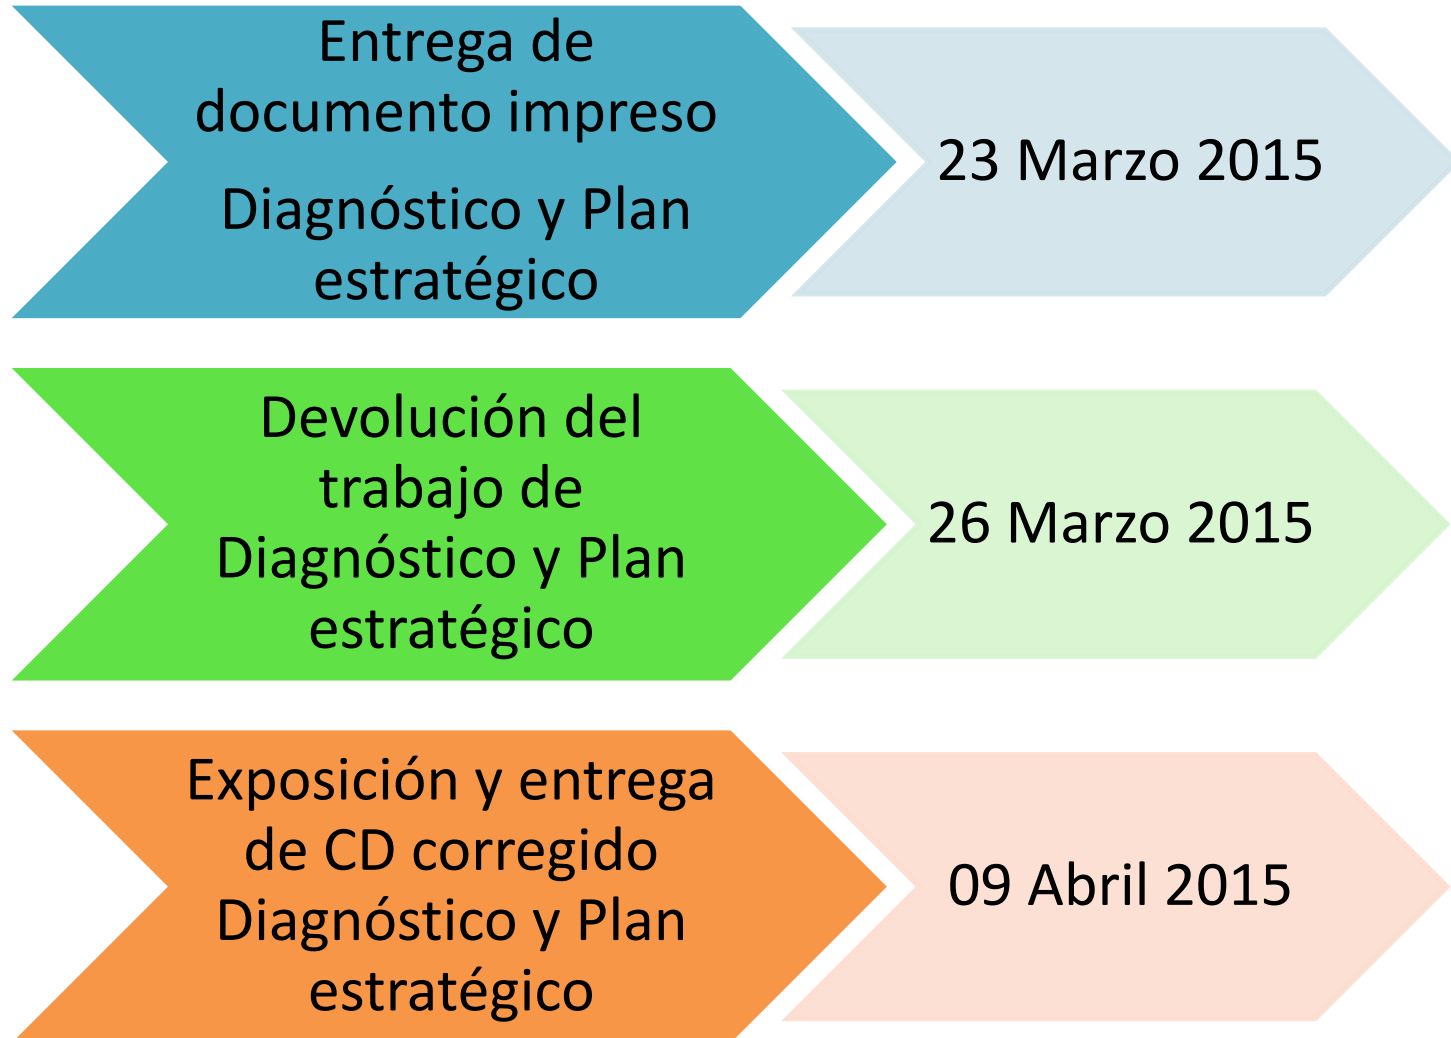 Entrega de
documento impreso
Diagnóstico y Plan
estratégico
23 Marzo 2015
Devolución del
trabajo de
Diagnóstico y Plan
estratégico
26 Marzo 2015
Exposición y entrega
de CD corregido
Diagnóstico y Plan
estratégico
09 Abril 2015